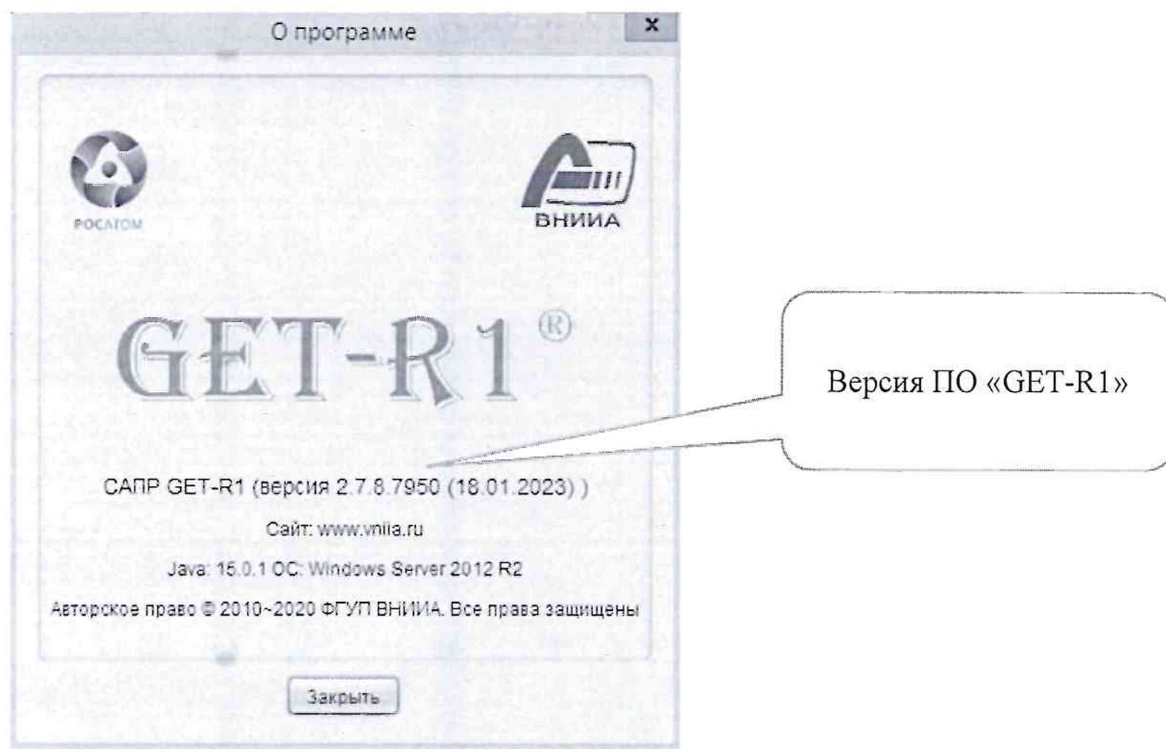 О программе
x
РОСАТОМ
ВНИИА
GET-R1®
Версия ПО «GET-R1»
САПР GET-R1 (версия 2.7.8.7950 (18.01.2023) )
Сайт: www.vniia.ru
Java: 15.0.1 ОС: Windows Server 2012 R2
Авторское право © 2010~2020 ФГУП ВНИИА. Все права защищены
Закрыть